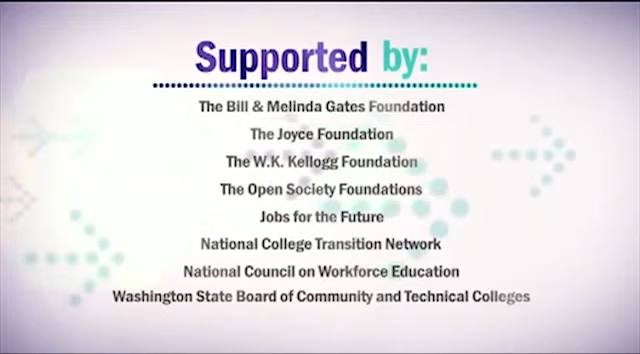 Supported by:
The Bill & Melinda Gates Foundation
The Joyce Foundation
The W.K. Kellogg Foundation
The Open Society Foundations
Jobs for the Future
National College Transition Network
National Council on Workforce Education
Washington State Board of Community and Technical Colleges